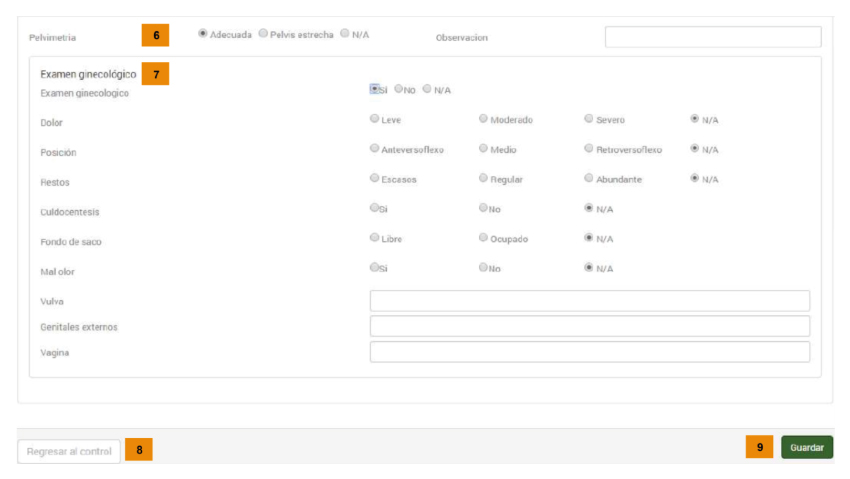 Pelvimetria 6 Adecuada Pelvis estrecha N/A Observacion
Examen ginecológico 7
Examen ginecologico Si No N/A
Dolor Leve Moderado Severo N/A
Posición Anteversoflexo Medio Retroversoflexo N/A
Restos Escasos Regular Abundante N/A
Culdocentesis Si No N/A
Fondo de saco Libre Ocupado N/A
Mal olor Si No N/A
Vulva
Genitales externos
Vagina
Regresar al control 8 9 Guardar